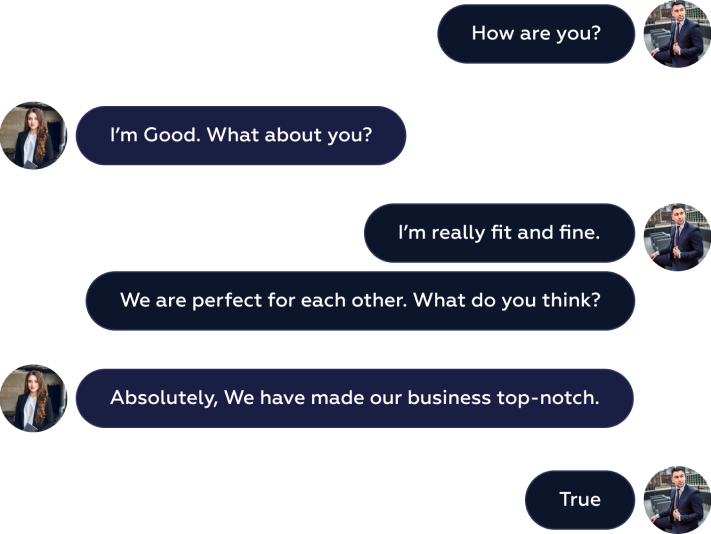 How are you?
I’m Good. What about you?
I’m really fit and fine.
We are perfect for each other. What do you think?
Absolutely, We have made our business top-notch.
True